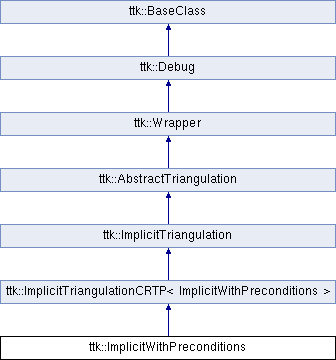 ttk::BaseClass
ttk::Debug
ttk::Wrapper
ttk::AbstractTriangulation
ttk::ImplicitTriangulation
ttk::ImplicitTriangulationCRTP< ImplicitWithPreconditions >
ttk::ImplicitWithPreconditions